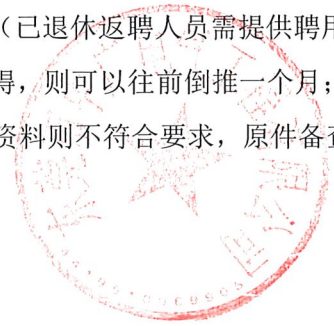 （已退休返聘人员需提供聘用
得，则可以往前倒推一个月；
资料则不符合要求，原件备查